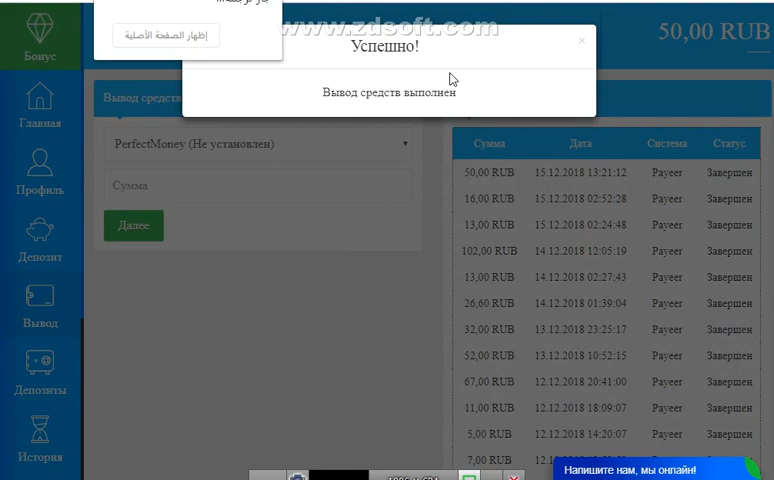 إظهار الصفحة الأصلية
www.zdsoft.com
50,00 RUB
Успешно!
×
Вывод средств выполнен
Бонус
Главная
Профиль
Депозит
Вывод
Депозиты
История
Вывод средств
PerfectMoney (Не установлен)
Сумма
Далее
Сумма Дата Система Статус
50,00 RUB 15.12.2018 13:21:12 Payeer Завершен
16,00 RUB 15.12.2018 02:52:28 Payeer Завершен
13,00 RUB 15.12.2018 02:24:48 Payeer Завершен
102,00 RUB 14.12.2018 12:05:19 Payeer Завершен
13,00 RUB 14.12.2018 02:27:43 Payeer Завершен
26,60 RUB 14.12.2018 01:39:04 Payeer Завершен
32,00 RUB 13.12.2018 23:25:17 Payeer Завершен
52,00 RUB 13.12.2018 10:52:15 Payeer Завершен
67,00 RUB 12.12.2018 20:41:00 Payeer Завершен
11,00 RUB 12.12.2018 18:09:07 Payeer Завершен
5,00 RUB 12.12.2018 14:20:07 Payeer Завершен
7,00 RUB
Напишите нам, мы онлайн!